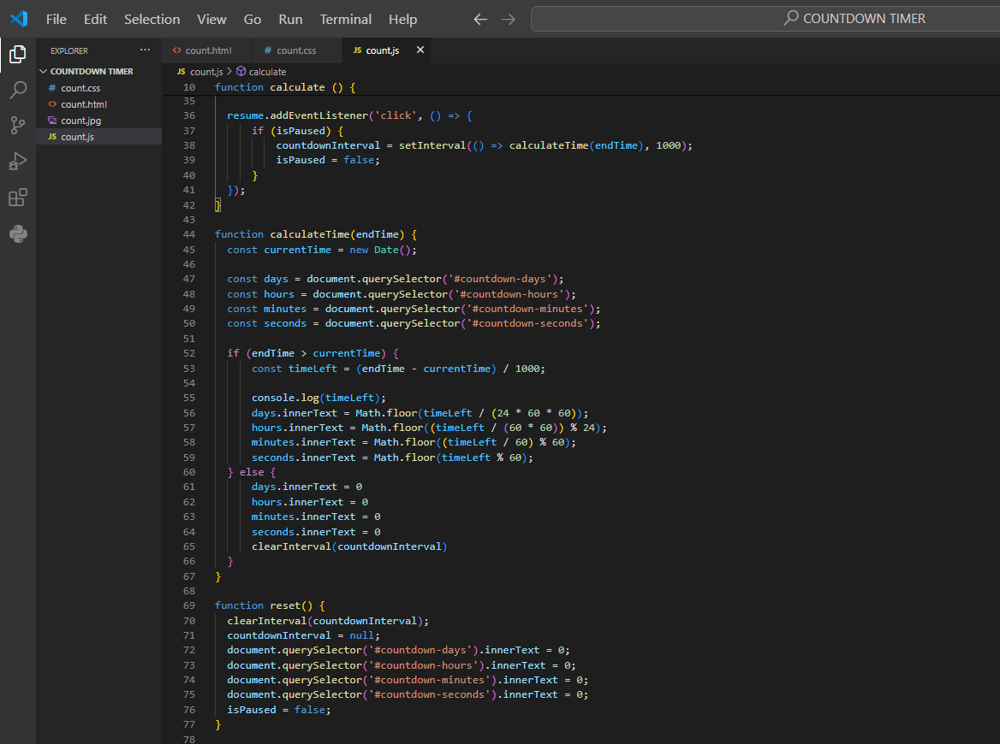 File Edit Selection View Go Run Terminal Help ← → COUNTDOWN TIMER
EXPLORER ···
COUNTDOWN TIMER
# count.css
<> count.html
count.jpg
JS count.js
<> count.html # count.css JS count.js ×
JS count.js > calculate
10 function calculate () {
35
36 resume.addEventListener('click', () => {
37 if (isPaused) {
38 countdownInterval = setInterval(() => calculateTime(endTime), 1000);
39 isPaused = false;
40 }
41 });
42 }
43
44 function calculateTime(endTime) {
45 const currentTime = new Date();
46
47 const days = document.querySelector('#countdown-days');
48 const hours = document.querySelector('#countdown-hours');
49 const minutes = document.querySelector('#countdown-minutes');
50 const seconds = document.querySelector('#countdown-seconds');
51
52 if (endTime > currentTime) {
53 const timeLeft = (endTime - currentTime) / 1000;
54
55 console.log(timeLeft);
56 days.innerText = Math.floor(timeLeft / (24 * 60 * 60));
57 hours.innerText = Math.floor((timeLeft / (60 * 60)) % 24);
58 minutes.innerText = Math.floor((timeLeft / 60) % 60);
59 seconds.innerText = Math.floor(timeLeft % 60);
60 } else {
61 days.innerText = 0
62 hours.innerText = 0
63 minutes.innerText = 0
64 seconds.innerText = 0
65 clearInterval(countdownInterval)
66 }
67 }
68
69 function reset() {
70 clearInterval(countdownInterval);
71 countdownInterval = null;
72 document.querySelector('#countdown-days').innerText = 0;
73 document.querySelector('#countdown-hours').innerText = 0;
74 document.querySelector('#countdown-minutes').innerText = 0;
75 document.querySelector('#countdown-seconds').innerText = 0;
76 isPaused = false;
77 }
78